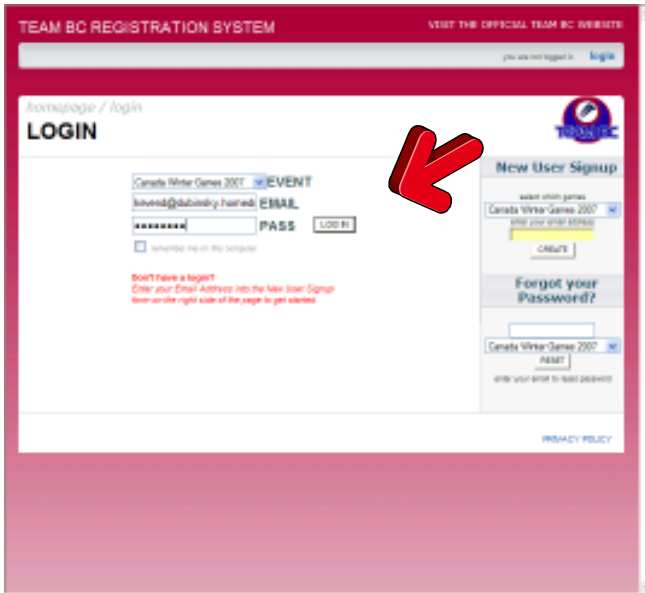 TEAM BC REGISTRATION SYSTEM
VISIT THE OFFICIAL TEAM BC WEBSITE
you are not logged in login
homepage / login
LOGIN
TEAM BC
Canada Winter Games 2007 EVENT
EMAIL
•••••••• PASS LOG IN
remember me on this computer
Don't have a login?
Enter your Email Address into the New User Signup
form on the right side of the page to get started.
New User Signup
select which games
Canada Winter Games 2007
enter your email address
CREATE
Forgot your
Password?
Canada Winter Games 2007
RESET
enter your email to reset password
PRIVACY POLICY